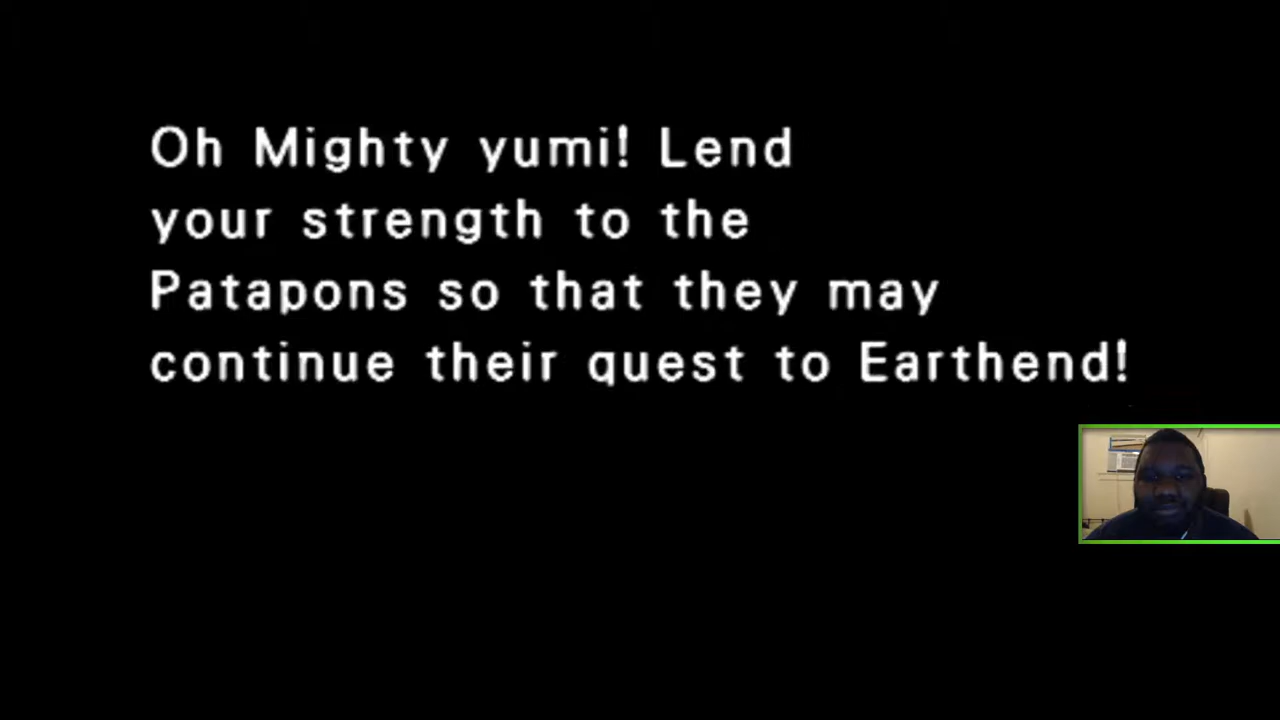 Oh Mighty yumi! Lend
your strength to the
Patapons so that they may
continue their quest to Earthend!